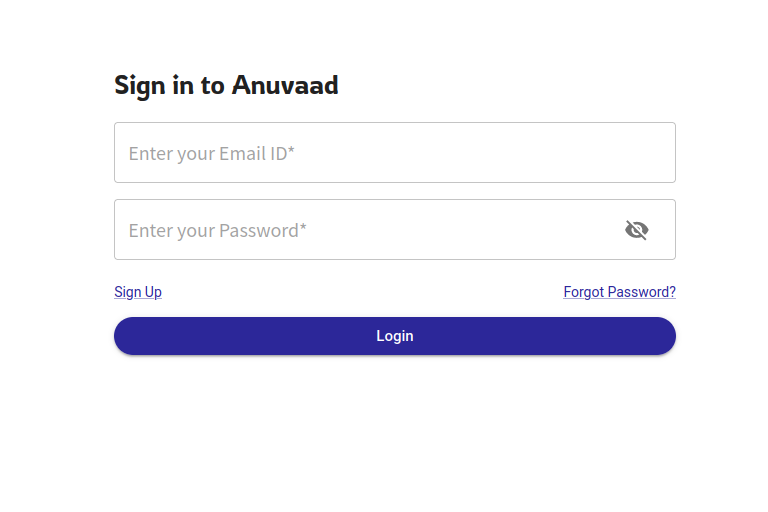 Sign in to Anuvaad
Enter your Email ID*
Enter your Password*
Sign Up
Forgot Password?
Login